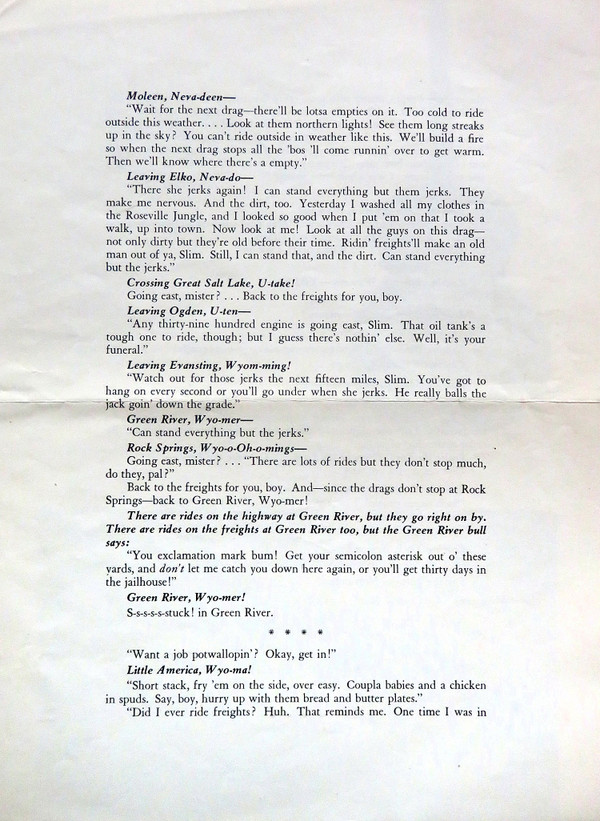 Moleen, Neva-deen—
“Wait for the next drag—there'll be lotsa empties on it. Too cold to ride
outside this weather. . . . Look at them northern lights! See them long streaks
up in the sky? You can't ride outside in weather like this. We'll build a fire
so when the next drag stops all the 'bos 'll come runnin' over to get warm.
Then we'll know where there's a empty.”
Leaving Elko, Neva-do—
“There she jerks again! I can stand everything but them jerks. They
make me nervous. And the dirt, too. Yesterday I washed all my clothes in
the Roseville Jungle, and I looked so good when I put 'em on that I took a
walk, up into town. Now look at me! Look at all the guys on this drag—
not only dirty but they're old before their time. Ridin' freights'll make an old
man out of ya, Slim. Still, I can stand that, and the dirt. Can stand everything
but the jerks.”
Crossing Great Salt Lake, U-take!
Going east, mister? . . . Back to the freights for you, boy.
Leaving Ogden, U-ten—
“Any thirty-nine hundred engine is going east, Slim. That oil tank's a
tough one to ride, though; but I guess there's nothin' else. Well, it's your
funeral.”
Leaving Evansting, Wyom-ming!
“Watch out for those jerks the next fifteen miles, Slim. You've got to
hang on every second or you'll go under when she jerks. He really balls the
jack goin' down the grade.”
Green River, Wyo-mer—
“Can stand everything but the jerks.”
Rock Springs, Wyo-o-Oh-o-mings—
Going east, mister? . . . “There are lots of rides but they don't stop much,
do they, pal?”
Back to the freights for you, boy. And—since the drags don't stop at Rock
Springs—back to Green River, Wyo-mer!
There are rides on the highway at Green River, but they go right on by.
There are rides on the freights at Green River too, but the Green River bull
says:
“You exclamation mark bum! Get your semicolon asterisk out o' these
yards, and don't let me catch you down here again, or you'll get thirty days in
the jailhouse!”
Green River, Wyo-mer!
S-s-s-s-s-stuck! in Green River.
* * * *
“Want a job potwallopin'? Okay, get in!”
Little America, Wyo-ma!
“Short stack, fry 'em on the side, over easy. Coupla babies and a chicken
in spuds. Say, boy, hurry up with them bread and butter plates.”
“Did I ever ride freights? Huh. That reminds me. One time I was in